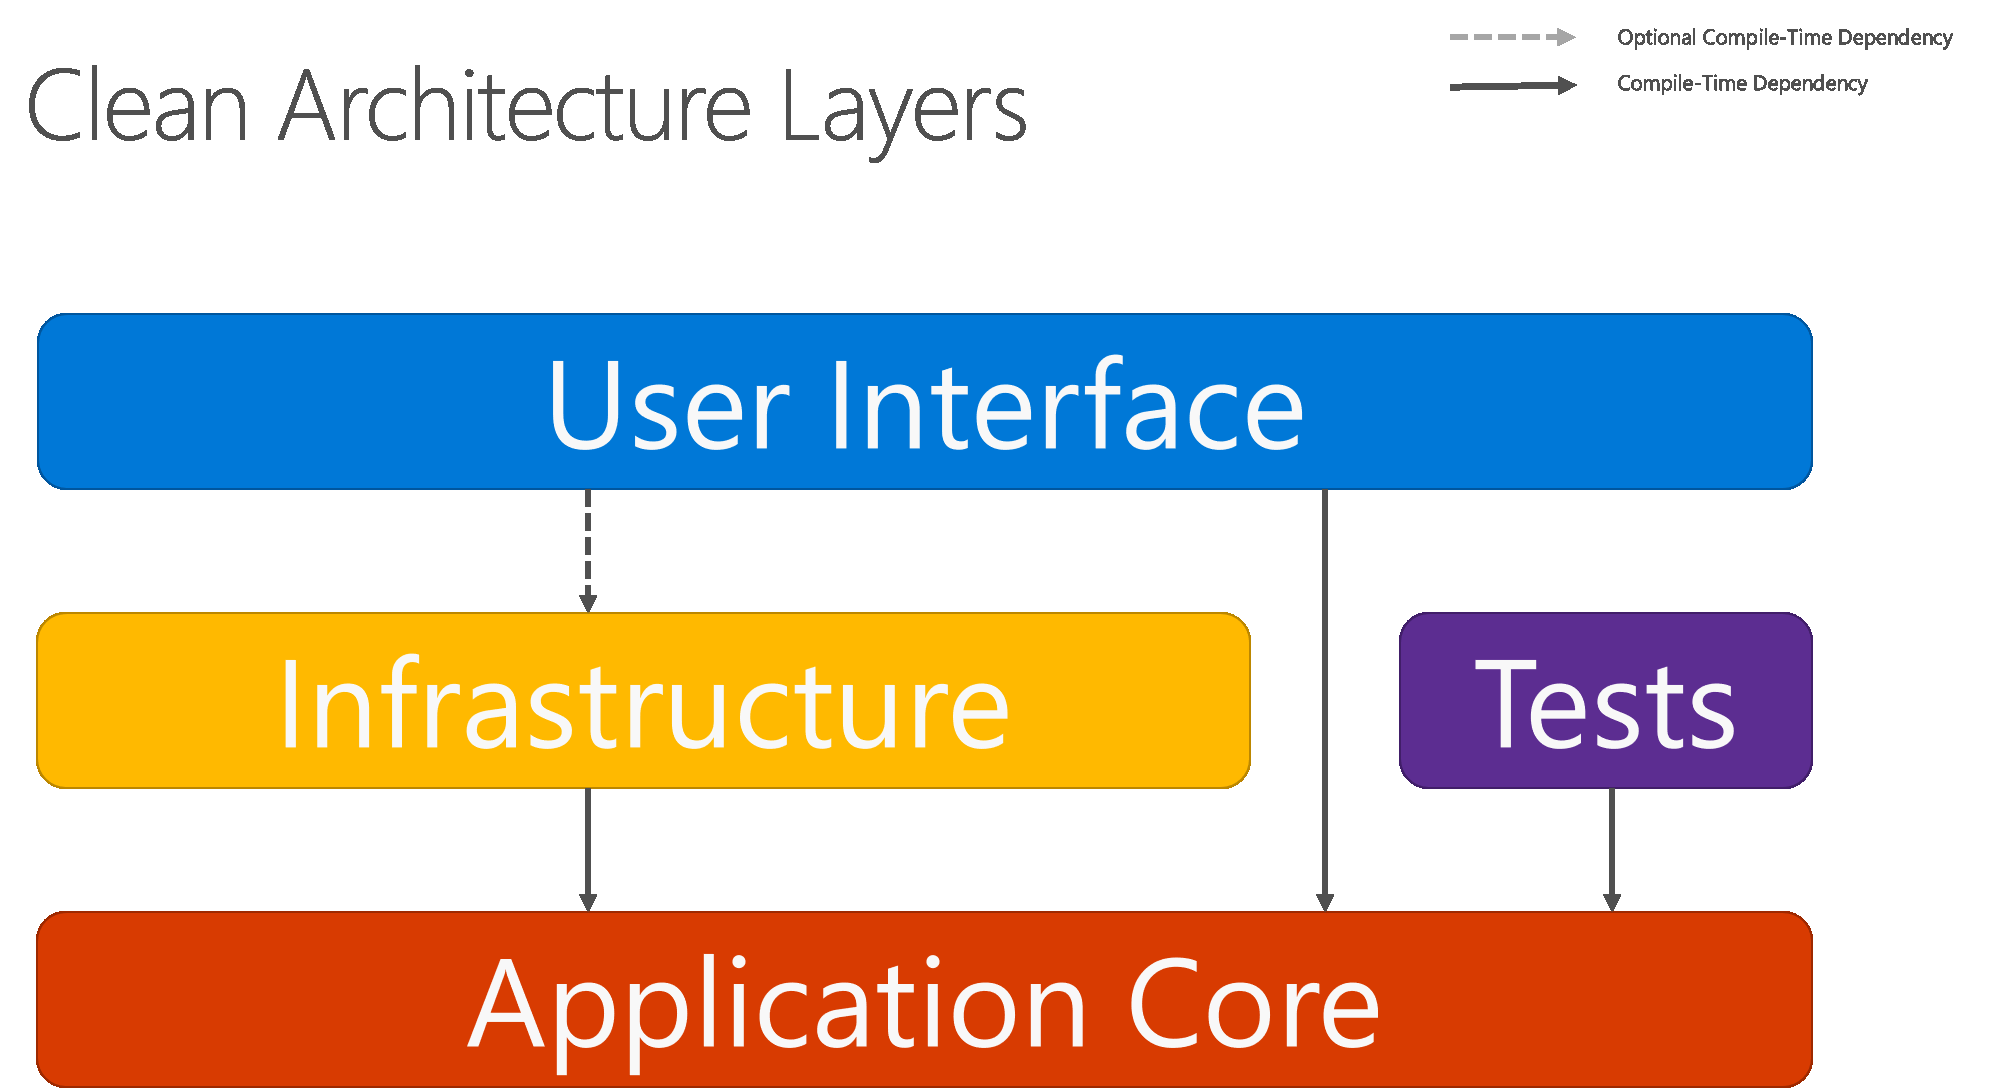 Optional Compile-Time Dependency
Compile-Time Dependency
Clean Architecture Layers
User Interface
Infrastructure
Tests
Application Core